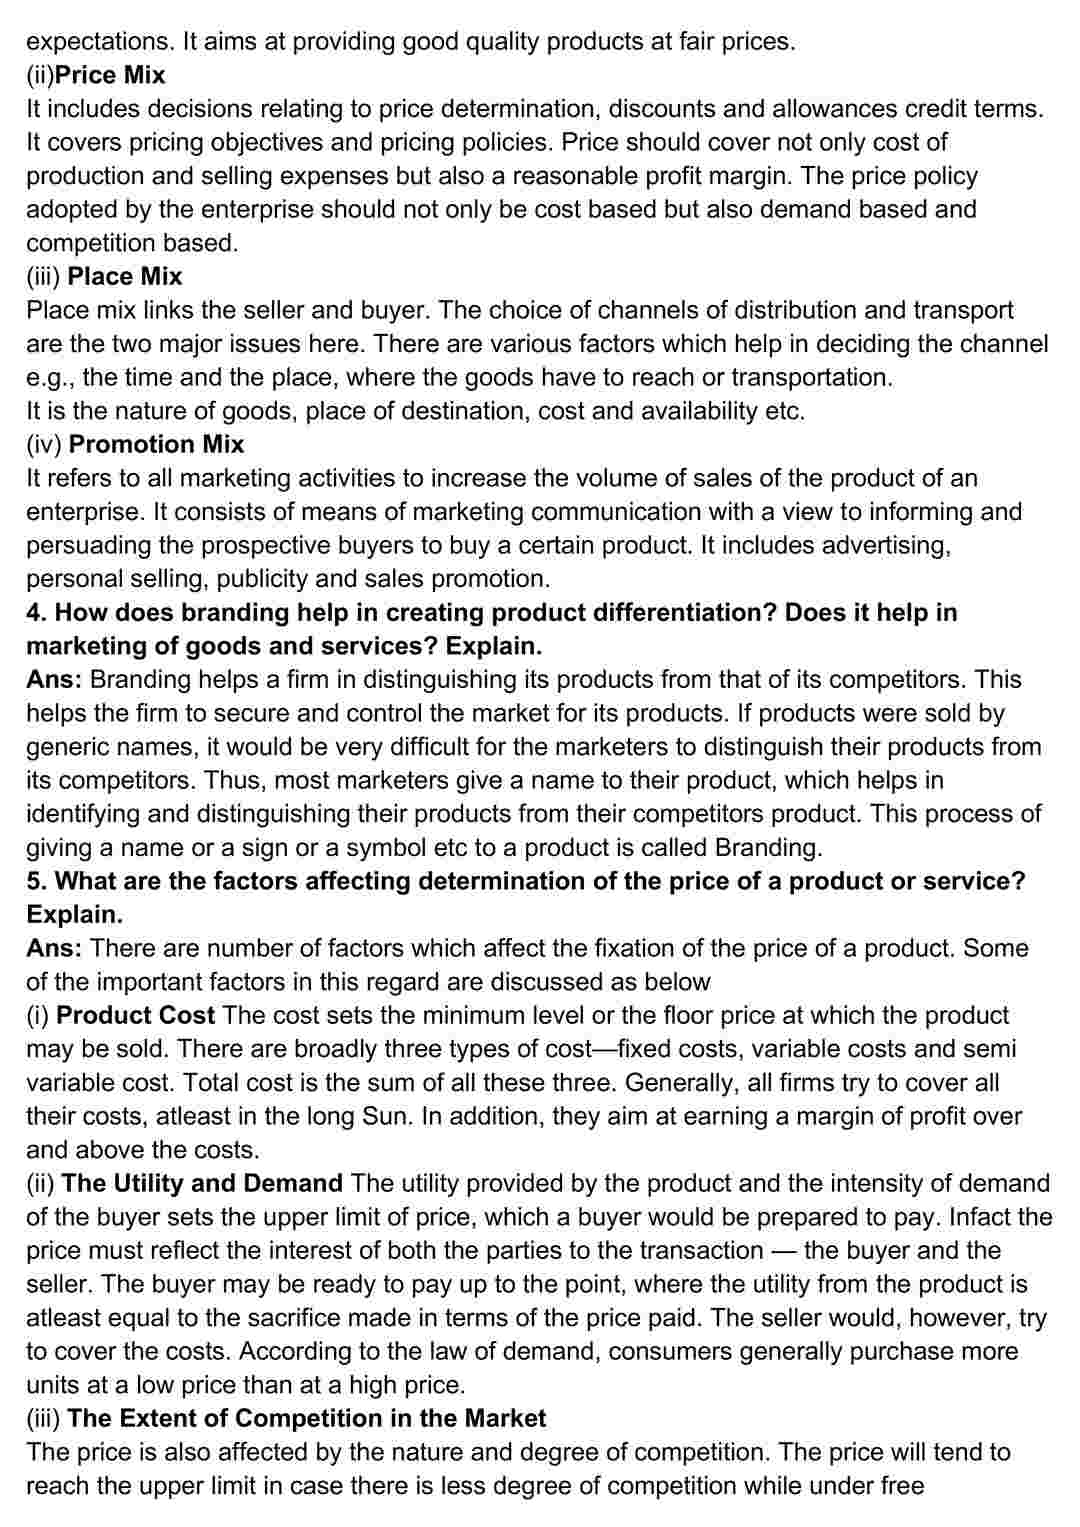 expectations. It aims at providing good quality products at fair prices.
(ii)Price Mix
It includes decisions relating to price determination, discounts and allowances credit terms.
It covers pricing objectives and pricing policies. Price should cover not only cost of
production and selling expenses but also a reasonable profit margin. The price policy
adopted by the enterprise should not only be cost based but also demand based and
competition based.
(iii) Place Mix
Place mix links the seller and buyer. The choice of channels of distribution and transport
are the two major issues here. There are various factors which help in deciding the channel
e.g., the time and the place, where the goods have to reach or transportation.
It is the nature of goods, place of destination, cost and availability etc.
(iv) Promotion Mix
It refers to all marketing activities to increase the volume of sales of the product of an
enterprise. It consists of means of marketing communication with a view to informing and
persuading the prospective buyers to buy a certain product. It includes advertising,
personal selling, publicity and sales promotion.
4. How does branding help in creating product differentiation? Does it help in
marketing of goods and services? Explain.
Ans: Branding helps a firm in distinguishing its products from that of its competitors. This
helps the firm to secure and control the market for its products. If products were sold by
generic names, it would be very difficult for the marketers to distinguish their products from
its competitors. Thus, most marketers give a name to their product, which helps in
identifying and distinguishing their products from their competitors product. This process of
giving a name or a sign or a symbol etc to a product is called Branding.
5. What are the factors affecting determination of the price of a product or service?
Explain.
Ans: There are number of factors which affect the fixation of the price of a product. Some
of the important factors in this regard are discussed as below
(i) Product Cost The cost sets the minimum level or the floor price at which the product
may be sold. There are broadly three types of cost—fixed costs, variable costs and semi
variable cost. Total cost is the sum of all these three. Generally, all firms try to cover all
their costs, atleast in the long Sun. In addition, they aim at earning a margin of profit over
and above the costs.
(ii) The Utility and Demand The utility provided by the product and the intensity of demand
of the buyer sets the upper limit of price, which a buyer would be prepared to pay. Infact the
price must reflect the interest of both the parties to the transaction — the buyer and the
seller. The buyer may be ready to pay up to the point, where the utility from the product is
atleast equal to the sacrifice made in terms of the price paid. The seller would, however, try
to cover the costs. According to the law of demand, consumers generally purchase more
units at a low price than at a high price.
(iii) The Extent of Competition in the Market
The price is also affected by the nature and degree of competition. The price will tend to
reach the upper limit in case there is less degree of competition while under free